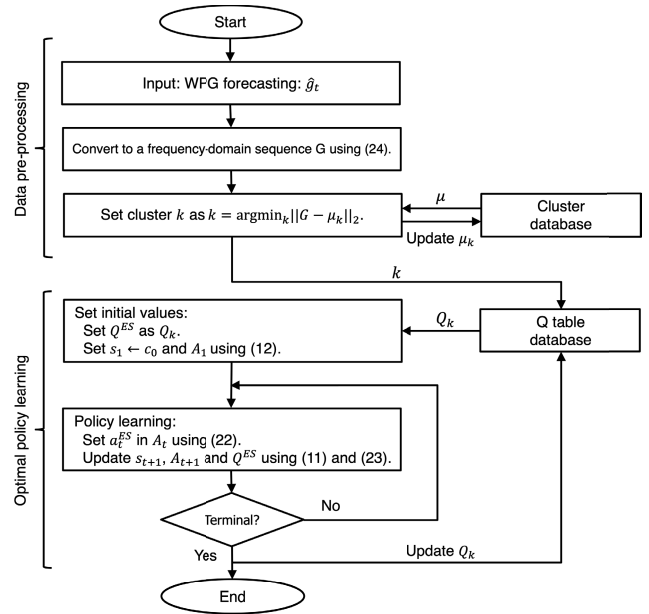 Start
Data pre-processing
Input: WPG forecasting: ĝ_t
Convert to a frequency-domain sequence G using (24).
Set cluster k as k = argmin_k||G − μ_k||_2.
μ
Update μ_k
Cluster
database
k
Optimal policy learning
Set initial values:
Set Q^{ES} as Q_k.
Set s_1 ← c_0 and A_1 using (12).
Q_k
Q table
database
Policy learning:
Set a_t^{ES} in A_t using (22).
Update s_{t+1}, A_{t+1} and Q^{ES} using (11) and (23).
Terminal?
No
Yes
Update Q_k
End